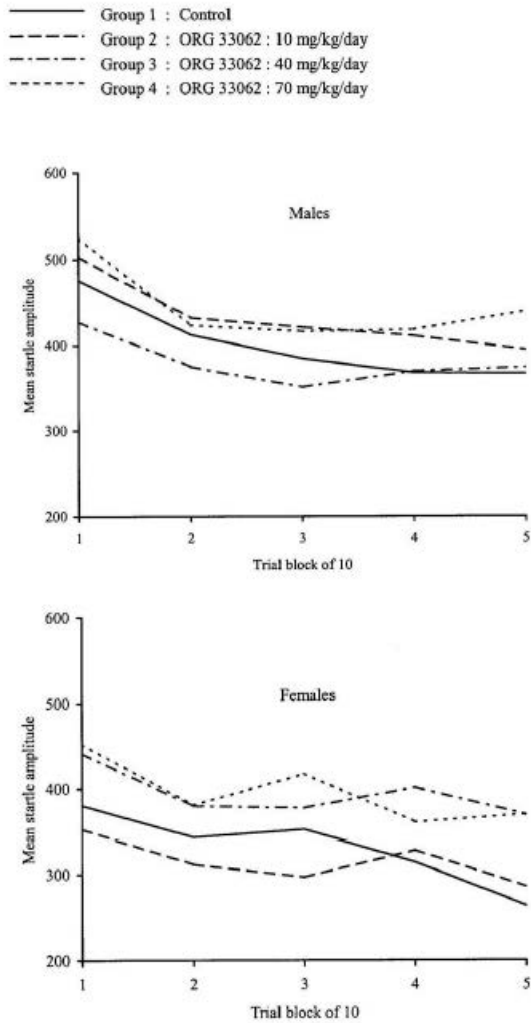 Group 1 : Control
Group 2 : ORG 33062 : 10 mg/kg/day
Group 3 : ORG 33062 : 40 mg/kg/day
Group 4 : ORG 33062 : 70 mg/kg/day
600
Males
500
400
300
200
Mean startle amplitude
1 2 3 4 5
Trial block of 10
600
Females
500
400
300
200
Mean startle amplitude
1 2 3 4 5
Trial block of 10